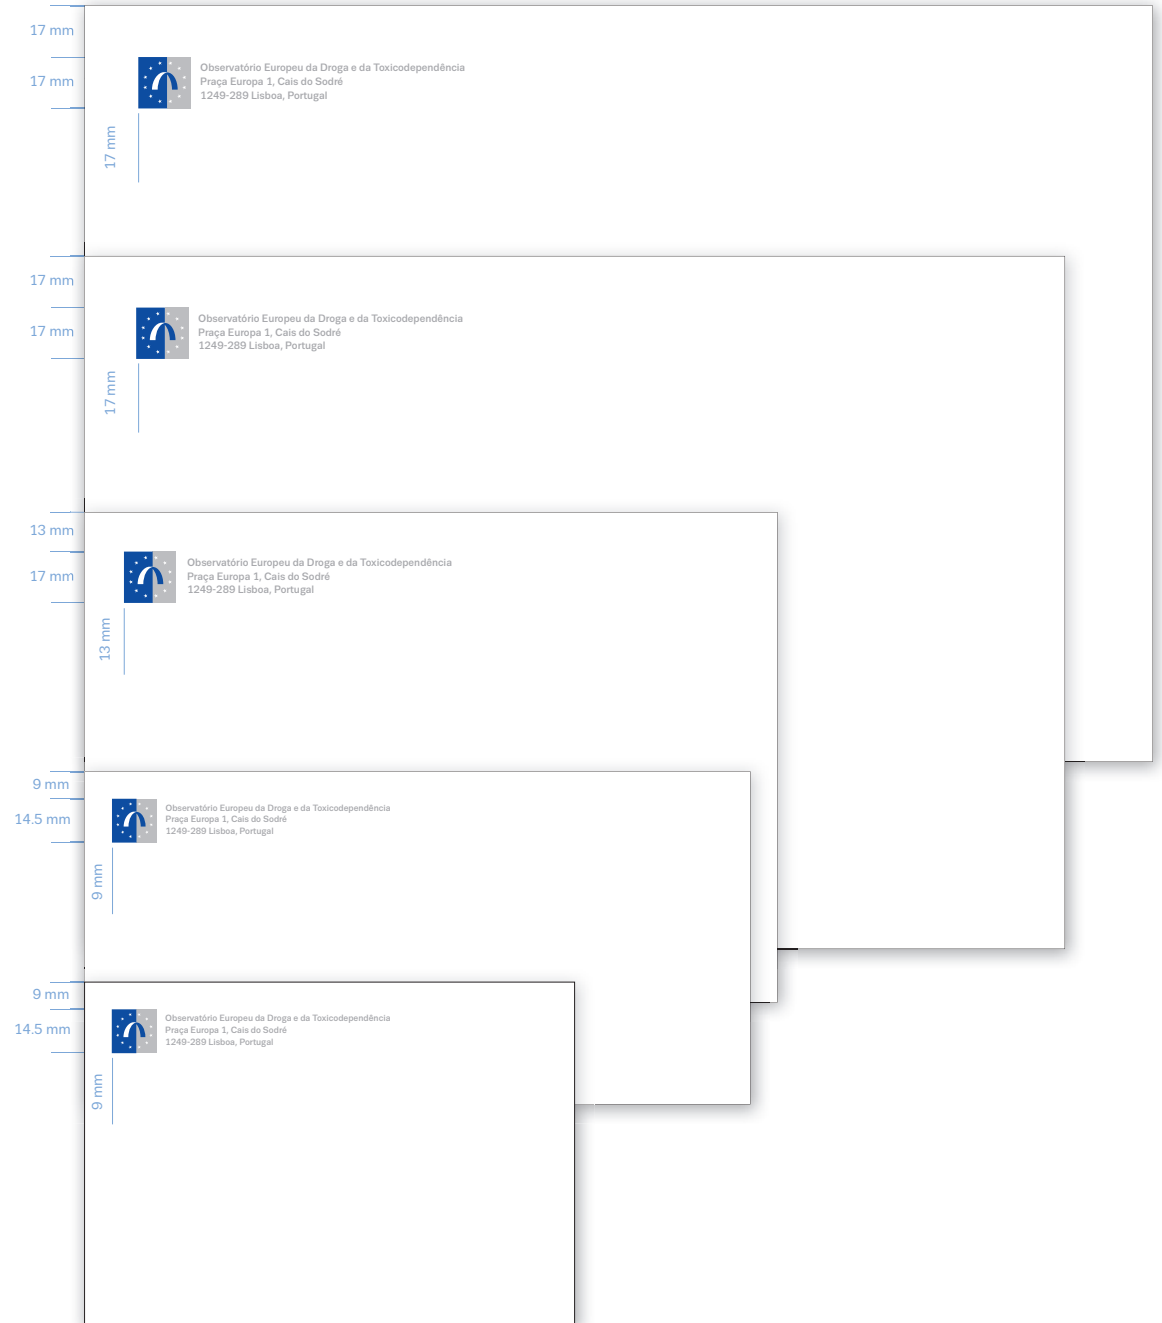 17 mm
17 mm
Observatório Europeu da Droga e da Toxicodependência
Praça Europa 1, Cais do Sodré
1249-289 Lisboa, Portugal
17 mm
17 mm
17 mm
Observatório Europeu da Droga e da Toxicodependência
Praça Europa 1, Cais do Sodré
1249-289 Lisboa, Portugal
17 mm
13 mm
17 mm
Observatório Europeu da Droga e da Toxicodependência
Praça Europa 1, Cais do Sodré
1249-289 Lisboa, Portugal
13 mm
9 mm
14.5 mm
Observatório Europeu da Droga e da Toxicodependência
Praça Europa 1, Cais do Sodré
1249-289 Lisboa, Portugal
9 mm
9 mm
14.5 mm
Observatório Europeu da Droga e da Toxicodependência
Praça Europa 1, Cais do Sodré
1249-289 Lisboa, Portugal
9 mm